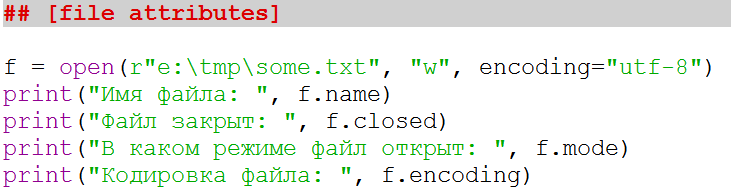 ## [file attributes]
f = open(r"e:\tmp\some.txt", "w", encoding="utf-8")
print("Имя файла: ", f.name)
print("Файл закрыт: ", f.closed)
print("В каком режиме файл открыт: ", f.mode)
print("Кодировка файла: ", f.encoding)